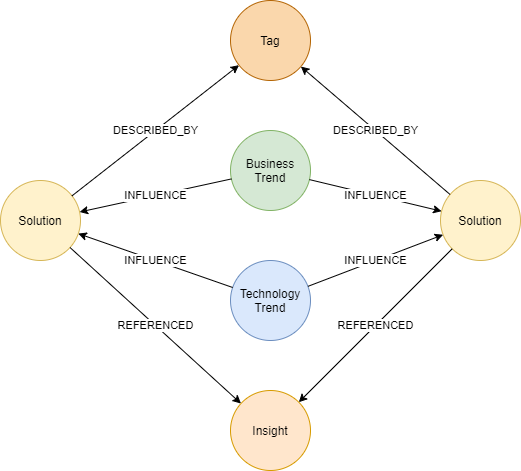 Tag
DESCRIBED_BY
DESCRIBED_BY
Business
Trend
INFLUENCE
INFLUENCE
Solution
Solution
INFLUENCE
INFLUENCE
Technology
Trend
REFERENCED
REFERENCED
Insight